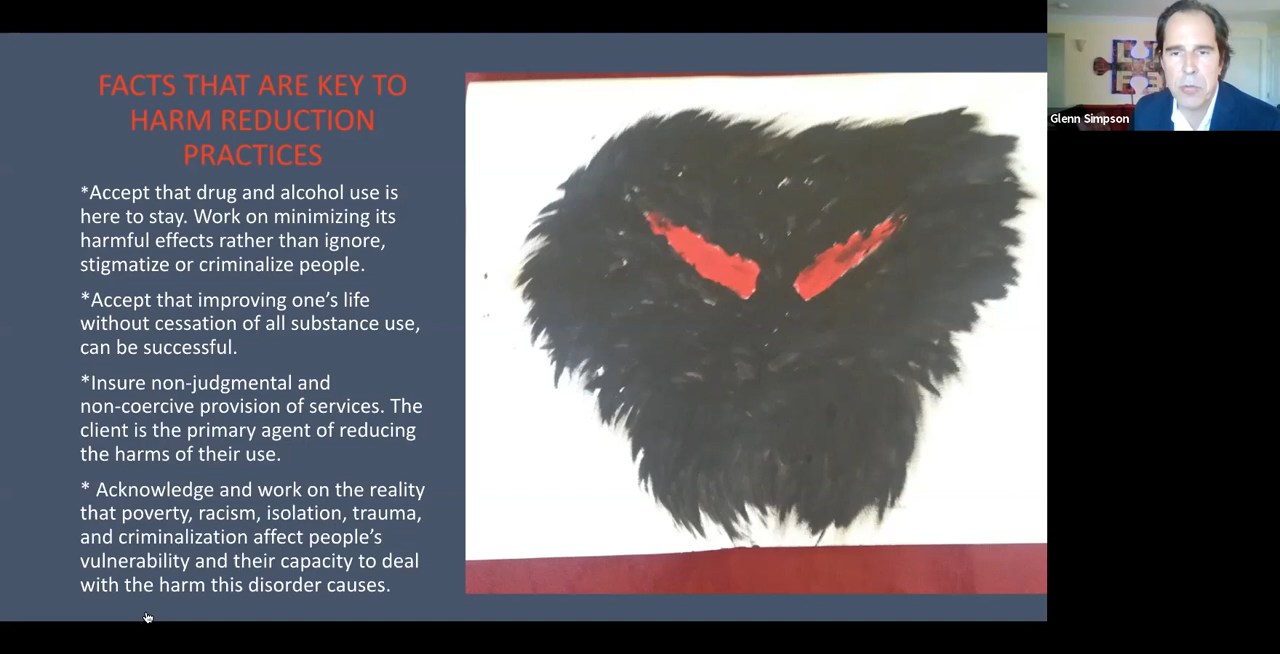 FACTS THAT ARE KEY TO
HARM REDUCTION
PRACTICES
*Accept that drug and alcohol use is
here to stay. Work on minimizing its
harmful effects rather than ignore,
stigmatize or criminalize people.
*Accept that improving one’s life
without cessation of all substance use,
can be successful.
*Insure non-judgmental and
non-coercive provision of services. The
client is the primary agent of reducing
the harms of their use.
* Acknowledge and work on the reality
that poverty, racism, isolation, trauma,
and criminalization affect people’s
vulnerability and their capacity to deal
with the harm this disorder causes.
Glenn Simpson